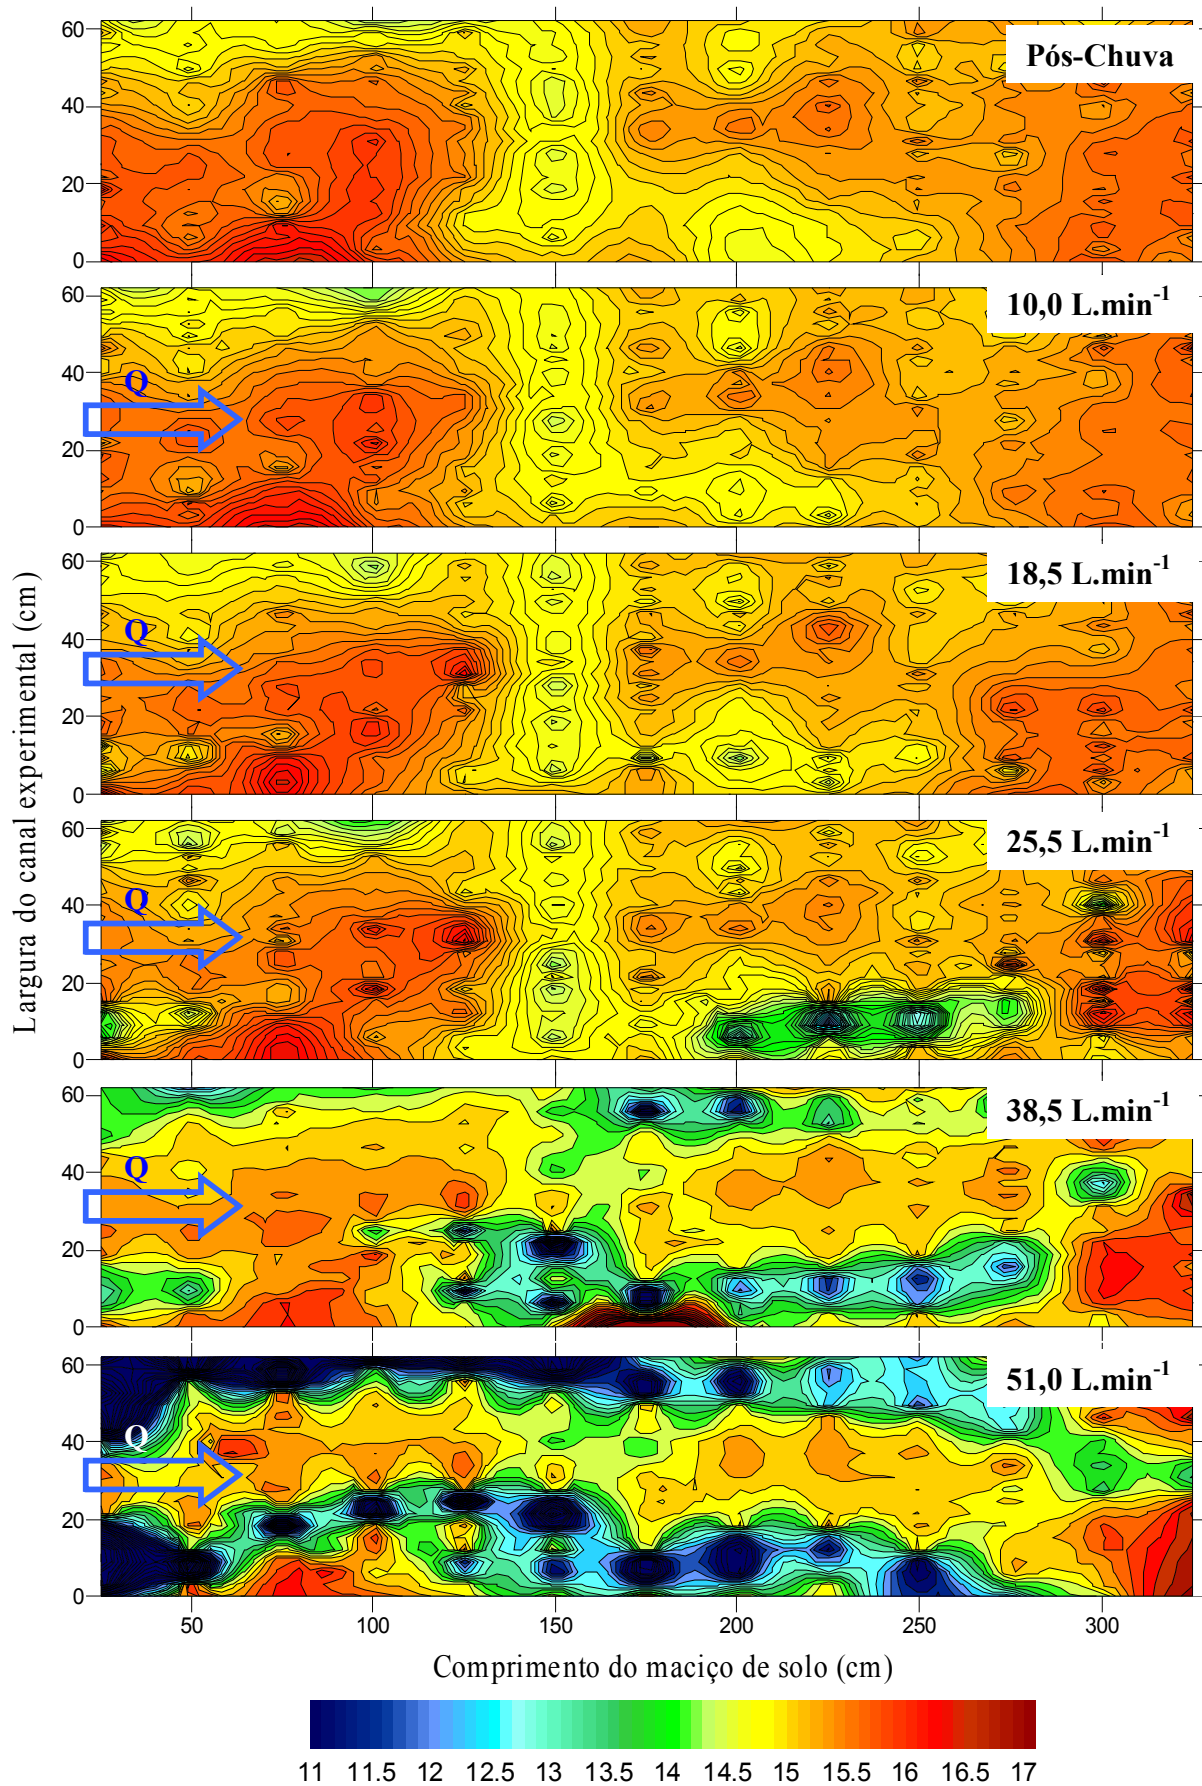 Largura do canal experimental (cm)
60
40
20
0
Pós-Chuva
60
40
20
0
Q
10,0 L.min⁻¹
60
40
20
0
Q
18,5 L.min⁻¹
60
40
20
0
Q
25,5 L.min⁻¹
60
40
20
0
Q
38,5 L.min⁻¹
60
40
20
0
Q
51,0 L.min⁻¹
50 100 150 200 250 300
Comprimento do maciço de solo (cm)
11 11.5 12 12.5 13 13.5 14 14.5 15 15.5 16 16.5 17